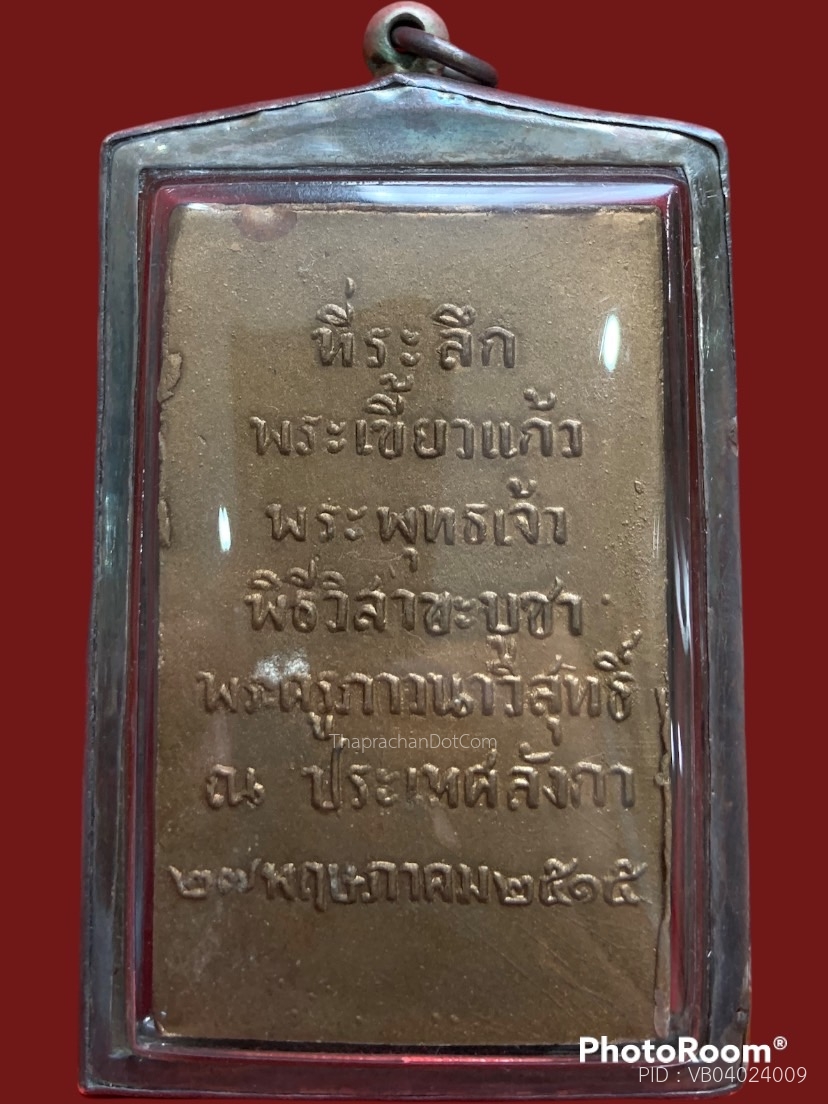 ที่ระลึก
พระเขี้ยวแก้ว
พระพุทธเจ้า
พิธีวิสาขะบูชา
พระครูภาวนาวิสุทธิ์
ThaprachanDotCom
ณ ประเทศลังกา
๒๗พฤษภาคม๒๕๑๕
PhotoRoom®
PID : VB04024009